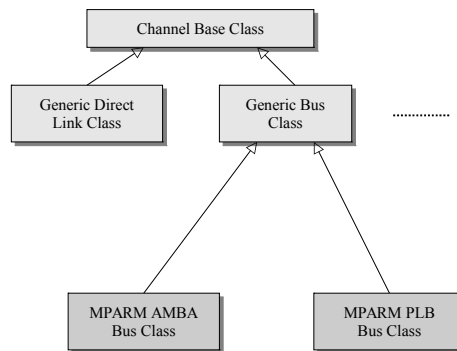 Channel Base Class
Generic Direct
Link Class
Generic Bus
Class
MPARM AMBA
Bus Class
MPARM PLB
Bus Class